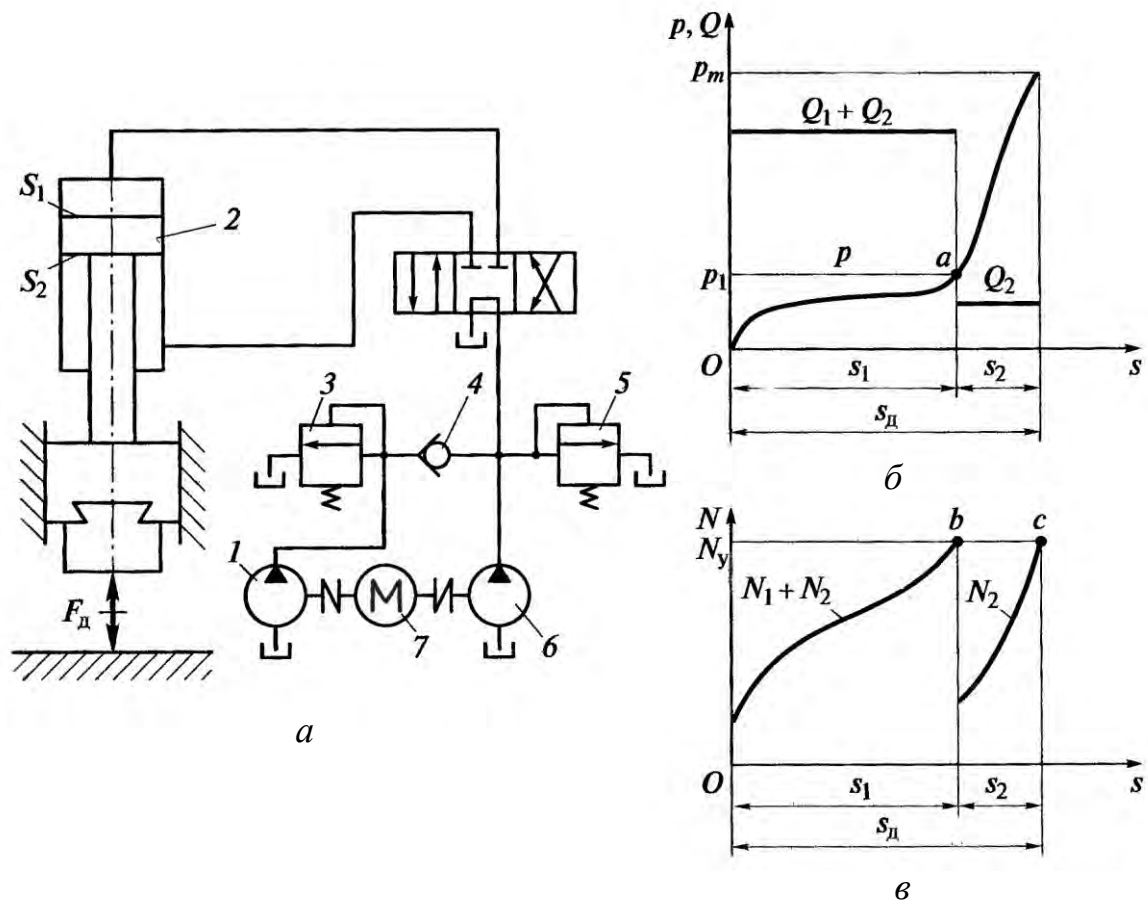 S₁
S₂
2
3
4
5
1
M
7
6
Fд
а
p, Q
pₘ
Q₁ + Q₂
p
a
p₁
Q₂
O
s₁
s₂
s
sд
б
N
Nу
b
c
N₁ + N₂
N₂
O
s₁
s₂
s
sд
в